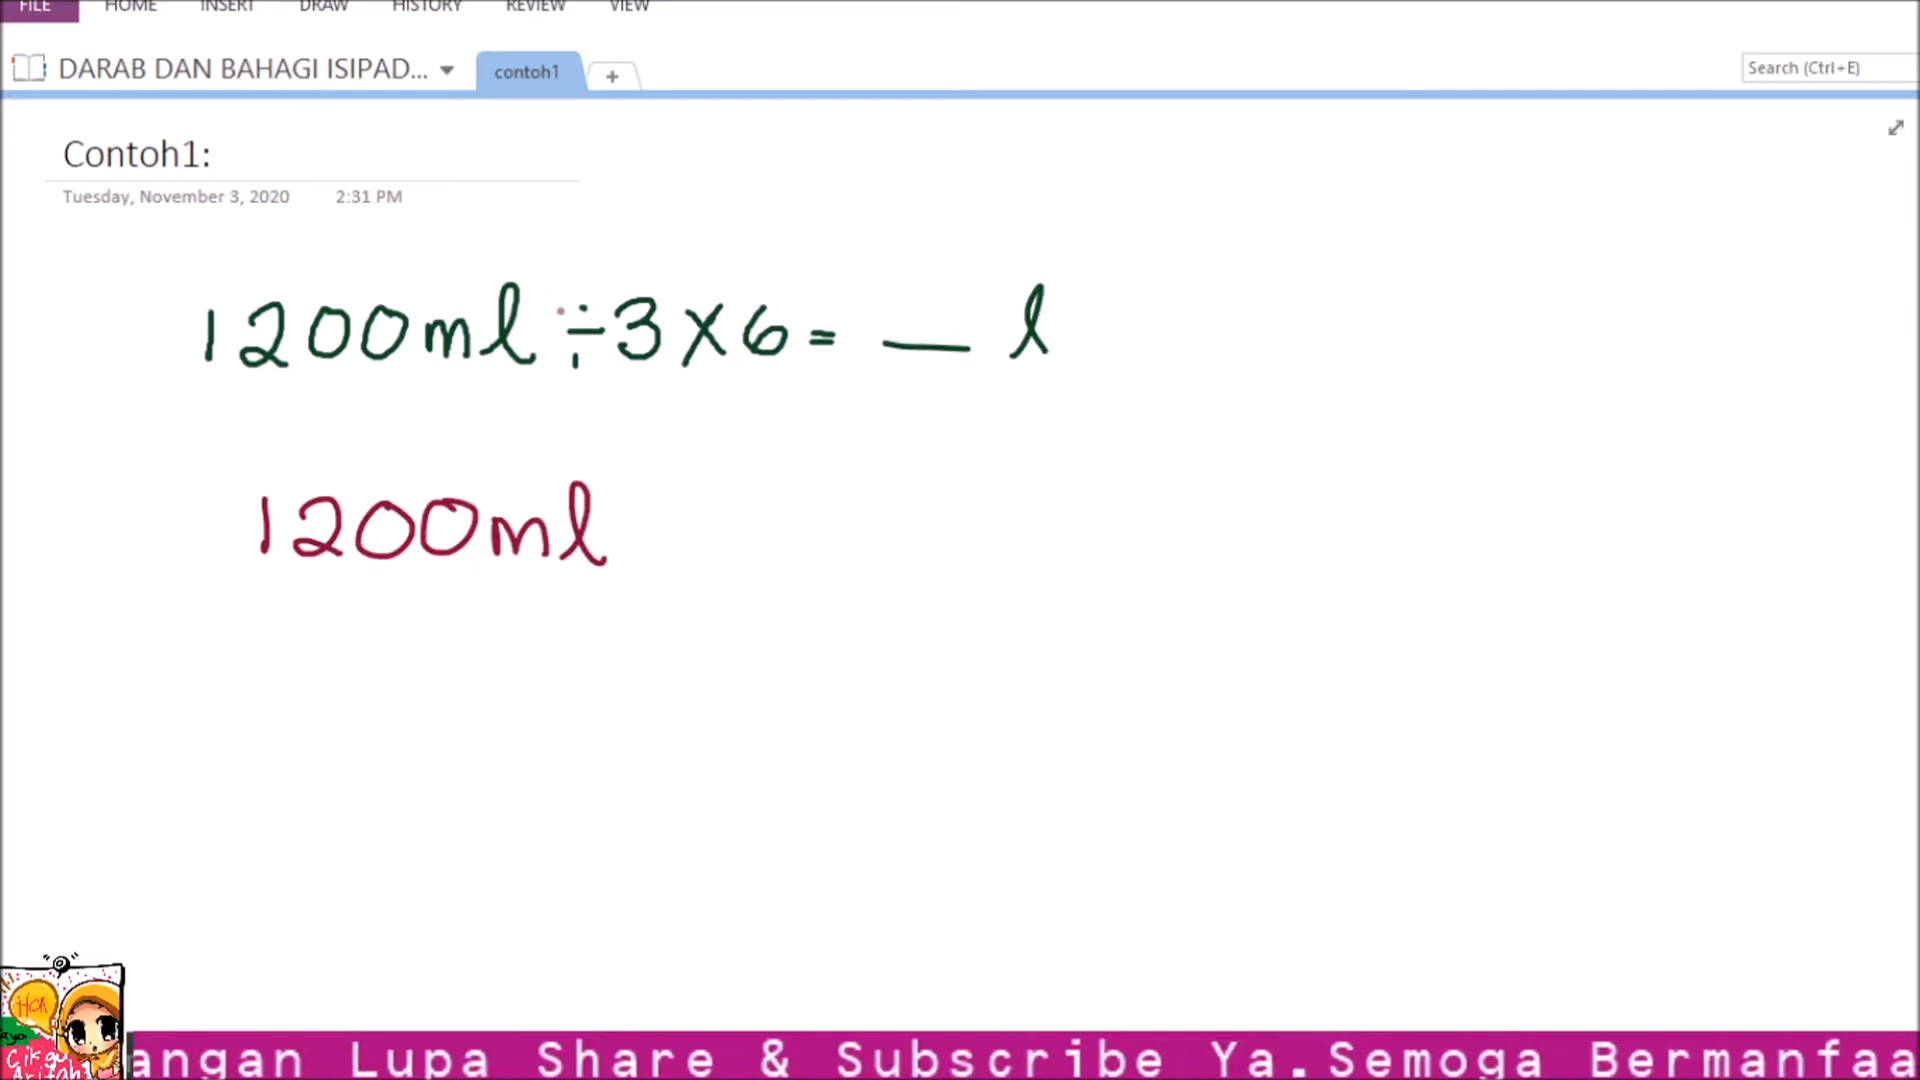 FILE HOME INSERT DRAW HISTORY REVIEW VIEW
DARAB DAN BAHAGI ISIPAD... contoh1 +
Search (Ctrl+E)
Contoh1:
Tuesday, November 3, 2020 2:31 PM
1200ml ÷ 3 × 6 = __ l
1200ml
Cikgu
angan Lupa Share & Subscribe Ya.Semoga Bermanfaa